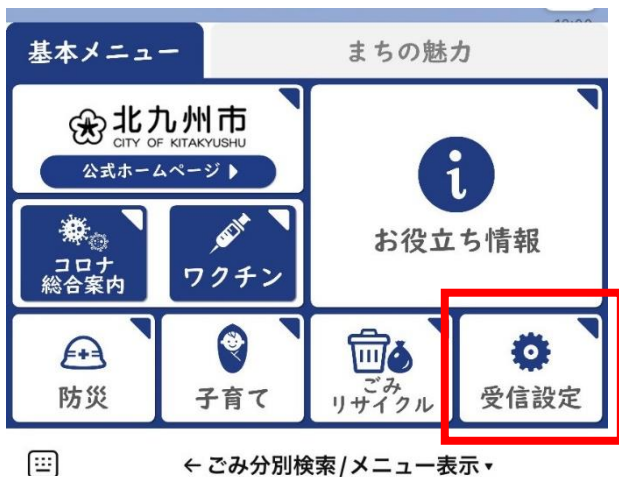 基本メニュー
まちの魅力
北九州市
CITY OF KITAKYUSHU
公式ホームページ
お役立ち情報
コロナ
総合案内
ワクチン
防災
子育て
ごみ
リサイクル
受信設定
←ごみ分別検索/メニュー表示▾